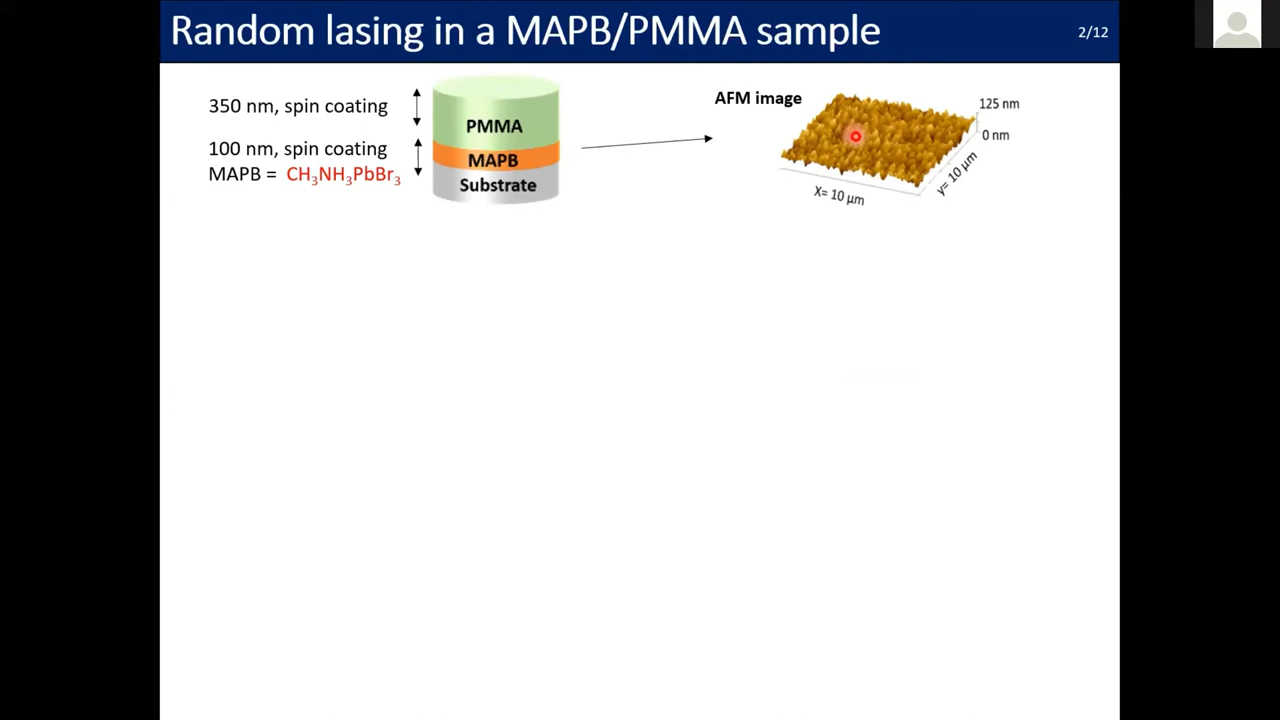 Random lasing in a MAPB/PMMA sample
2/12
350 nm, spin coating
100 nm, spin coating
MAPB = CH₃NH₃PbBr₃
PMMA
MAPB
Substrate
AFM image
125 nm
0 nm
X= 10 µm
y= 10 µm